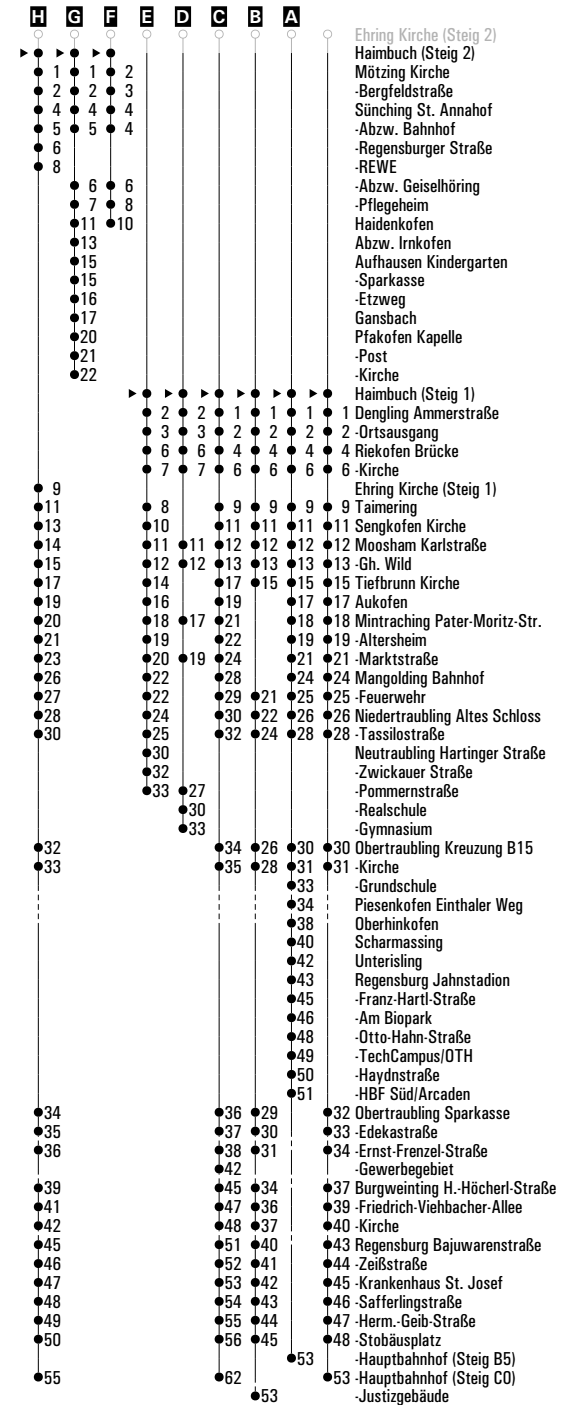 H G F E D C B A
Ehring Kirche (Steig 2)
Haimbuch (Steig 2)
1 1 2 Mötzing Kirche
2 2 3 -Bergfeldstraße
4 4 4 Sünching St. Annahof
5 5 4 -Abzw. Bahnhof
6 -Regensburger Straße
8 -REWE
6 6 -Abzw. Geiselhöring
7 8 -Pflegeheim
11 10 Haidenkofen
13 Abzw. Irnkofen
15 Aufhausen Kindergarten
15 -Sparkasse
16 -Etzweg
17 Gansbach
20 Pfakofen Kapelle
21 -Post
22 -Kirche
Haimbuch (Steig 1)
2 2 1 1 1 1 Dengling Ammerstraße
3 3 2 2 2 2 -Ortsausgang
6 6 4 4 4 4 Riekofen Brücke
7 7 6 6 6 6 -Kirche
9 Ehring Kirche (Steig 1)
11 8 9 9 9 9 Taimering
13 10 11 11 11 11 Sengkofen Kirche
14 11 11 12 12 12 12 Moosham Karlstraße
15 12 12 13 13 13 13 -Gh. Wild
17 14 17 15 15 15 Tiefbrunn Kirche
19 16 19 17 17 Aukofen
20 18 17 21 18 18 Mintraching Pater-Moritz-Str.
21 19 22 19 19 -Altersheim
23 20 19 24 21 21 -Marktstraße
26 22 28 24 24 Mangolding Bahnhof
27 22 29 21 25 25 -Feuerwehr
28 24 30 22 26 26 Niedertraubling Altes Schloss
30 25 32 24 28 28 -Tassilostraße
30 Neutraubling Hartinger Straße
32 -Zwickauer Straße
33 27 -Pommernstraße
30 -Realschule
33 -Gymnasium
32 34 26 30 30 Obertraubling Kreuzung B15
33 35 28 31 31 -Kirche
33 -Grundschule
34 Piesenkofen Einthaler Weg
38 Oberhinkofen
40 Scharmassing
42 Unterisling
43 Regensburg Jahnstadion
45 -Franz-Hartl-Straße
46 -Am Biopark
48 -Otto-Hahn-Straße
49 -TechCampus/OTH
50 -Haydnstraße
51 -HBF Süd/Arcaden
34 36 29 32 Obertraubling Sparkasse
35 37 30 33 -Edekastraße
36 38 31 34 -Ernst-Frenzel-Straße
42 -Gewerbegebiet
39 45 34 37 Burgweinting H.-Höcherl-Straße
41 47 36 39 -Friedrich-Viehbacher-Allee
42 48 37 40 -Kirche
45 51 40 43 Regensburg Bajuwarenstraße
46 52 41 44 -Zeißstraße
47 53 42 45 -Krankenhaus St. Josef
48 54 43 46 -Safferlingstraße
49 55 44 47 -Herm.-Geib-Straße
50 56 45 48 -Stobäusplatz
53 -Hauptbahnhof (Steig B5)
55 62 53 -Hauptbahnhof (Steig C0)
53 -Justizgebäude